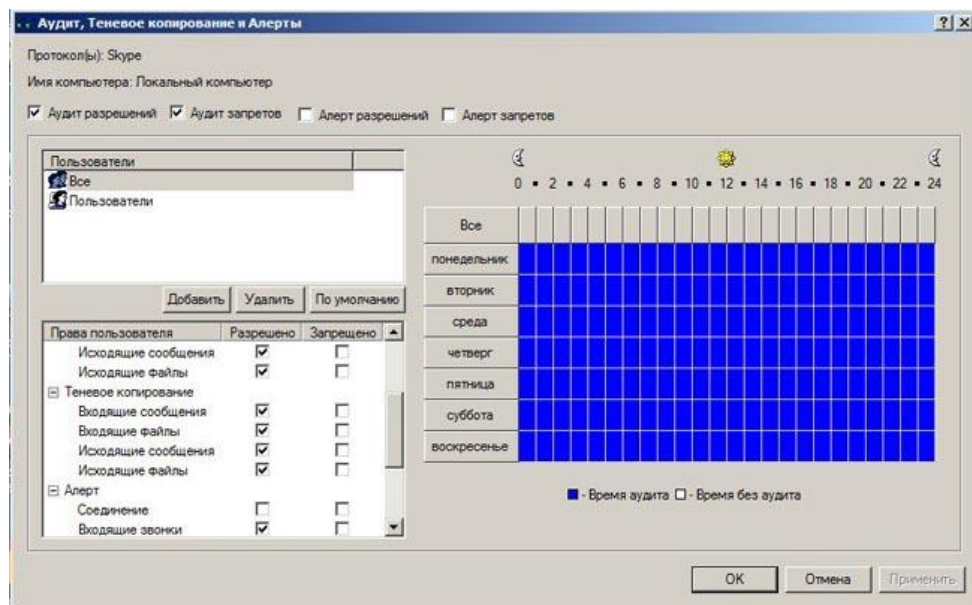 Аудит, Теневое копирование и Алерты
Протокол(ы): Skype
Имя компьютера: Локальный компьютер
Аудит разрешений Аудит запретов Алерт разрешений Алерт запретов
Пользователи
Все
Пользователи
Добавить Удалить По умолчанию
Права пользователя Разрешено Запрещено
Исходящие сообщения
Исходящие файлы
Теневое копирование
Входящие сообщения
Входящие файлы
Исходящие сообщения
Исходящие файлы
Алерт
Соединение
Входящие звонки
0 2 4 6 8 10 12 14 16 18 20 22 24
Все
понедельник
вторник
среда
четверг
пятница
суббота
воскресенье
- Время аудита - Время без аудита
OK Отмена Применить